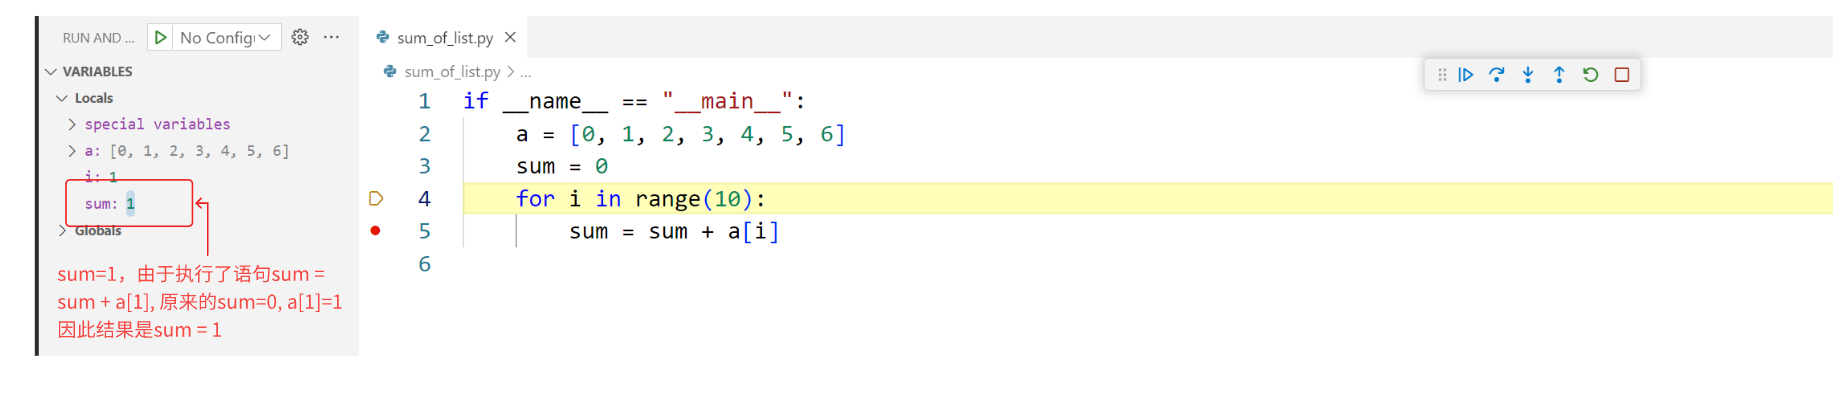 RUN AND ...
No Config
...
VARIABLES
Locals
special variables
a: [0, 1, 2, 3, 4, 5, 6]
i: 1
sum: 1
Globals
sum=1，由于执行了语句sum =
sum + a[1], 原来的sum=0, a[1]=1
因此结果是sum = 1
sum_of_list.py
sum_of_list.py > ...
1 if __name__ == "__main__":
2 a = [0, 1, 2, 3, 4, 5, 6]
3 sum = 0
4 for i in range(10):
5 sum = sum + a[i]
6